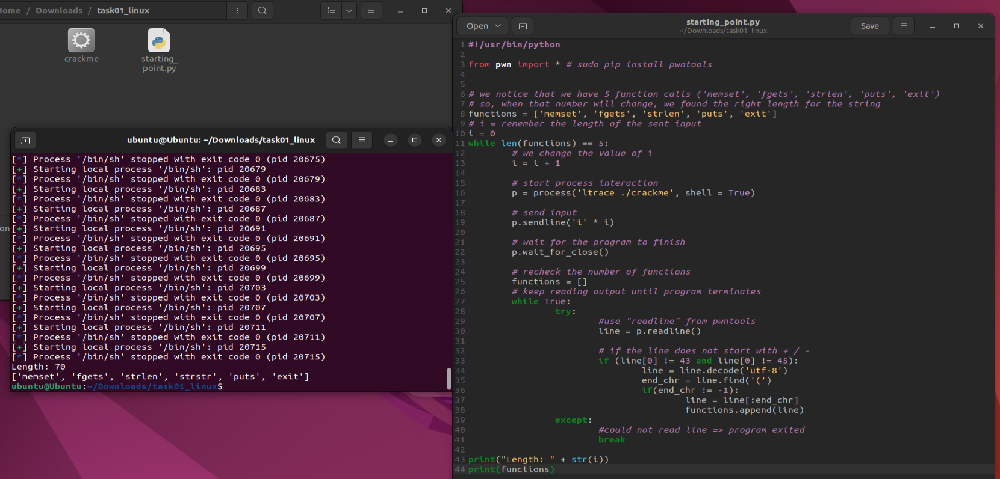 Home / Downloads / task01_linux
crackme
starting_
point.py
ubuntu@Ubuntu: ~/Downloads/task01_linux
[*] Process '/bin/sh' stopped with exit code 0 (pid 20675)
[+] Starting local process '/bin/sh': pid 20679
[*] Process '/bin/sh' stopped with exit code 0 (pid 20679)
[+] Starting local process '/bin/sh': pid 20683
[*] Process '/bin/sh' stopped with exit code 0 (pid 20683)
[+] Starting local process '/bin/sh': pid 20687
[*] Process '/bin/sh' stopped with exit code 0 (pid 20687)
[+] Starting local process '/bin/sh': pid 20691
[*] Process '/bin/sh' stopped with exit code 0 (pid 20691)
[+] Starting local process '/bin/sh': pid 20695
[*] Process '/bin/sh' stopped with exit code 0 (pid 20695)
[+] Starting local process '/bin/sh': pid 20699
[*] Process '/bin/sh' stopped with exit code 0 (pid 20699)
[+] Starting local process '/bin/sh': pid 20703
[*] Process '/bin/sh' stopped with exit code 0 (pid 20703)
[+] Starting local process '/bin/sh': pid 20707
[*] Process '/bin/sh' stopped with exit code 0 (pid 20707)
[+] Starting local process '/bin/sh': pid 20711
[*] Process '/bin/sh' stopped with exit code 0 (pid 20711)
[+] Starting local process '/bin/sh': pid 20715
[*] Process '/bin/sh' stopped with exit code 0 (pid 20715)
Length: 70
['memset', 'fgets', 'strlen', 'strstr', 'puts', 'exit']
ubuntu@Ubuntu:~/Downloads/task01_linux$
Open
starting_point.py
~/Downloads/task01_linux
Save
1 #!/usr/bin/python
2
3 from pwn import * # sudo pip install pwntools
4
5
6 # we notice that we have 5 function calls ('memset', 'fgets', 'strlen', 'puts', 'exit')
7 # so, when that number will change, we found the right length for the string
8 functions = ['memset', 'fgets', 'strlen', 'puts', 'exit']
9 # i = remember the length of the sent input
10 i = 0
11 while len(functions) == 5:
12         # we change the value of i
13         i = i + 1
14
15         # start process interaction
16         p = process('ltrace ./crackme', shell = True)
17
18         # send input
19         p.sendline('i' * i)
20
21         # wait for the program to finish
22         p.wait_for_close()
23
24         # recheck the number of functions
25         functions = []
26         # keep reading output until program terminates
27         while True:
28                 try:
29                         #use "readline" from pwntools
30                         line = p.readline()
31
32                         # if the line does not start with + / -
33                         if (line[0] != 43 and line[0] != 45):
34                                 line = line.decode('utf-8')
35                                 end_chr = line.find('(')
36                                 if(end_chr != -1):
37                                         line = line[:end_chr]
38                                         functions.append(line)
39                 except:
40                         #could not read line => program exited
41                         break
42
43 print("Length: " + str(i))
44 print(functions)